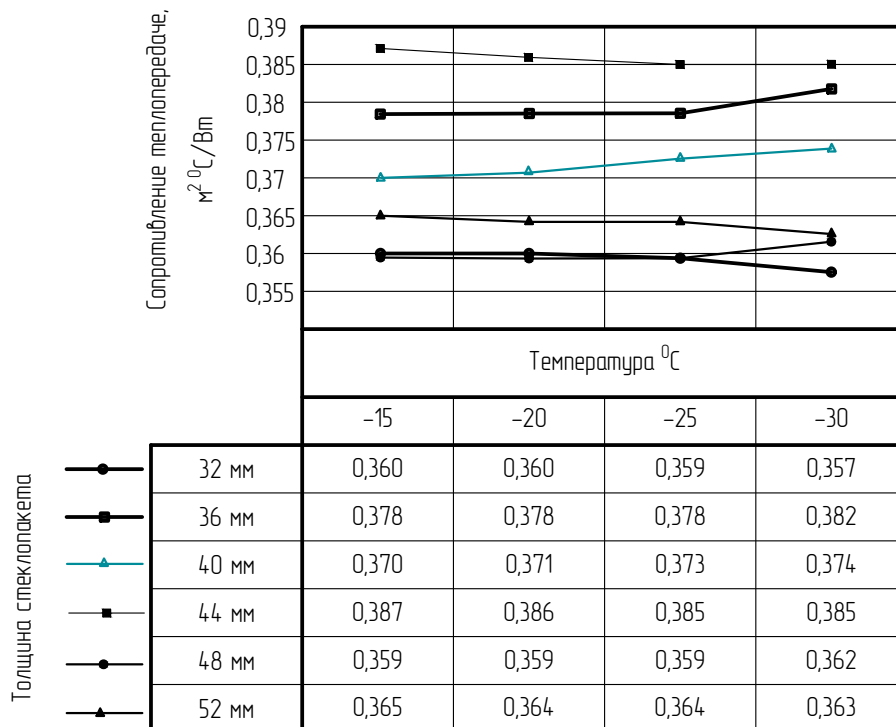 Сопротивление теплопередаче,
м² ⁰С/Вт
0,39
0,385
0,38
0,375
0,37
0,365
0,36
0,355
Температура ⁰С
–15 –20 –25 –30
Толщина стеклопакета
32 мм 0,360 0,360 0,359 0,357
36 мм 0,378 0,378 0,378 0,382
40 мм 0,370 0,371 0,373 0,374
44 мм 0,387 0,386 0,385 0,385
48 мм 0,359 0,359 0,359 0,362
52 мм 0,365 0,364 0,364 0,363